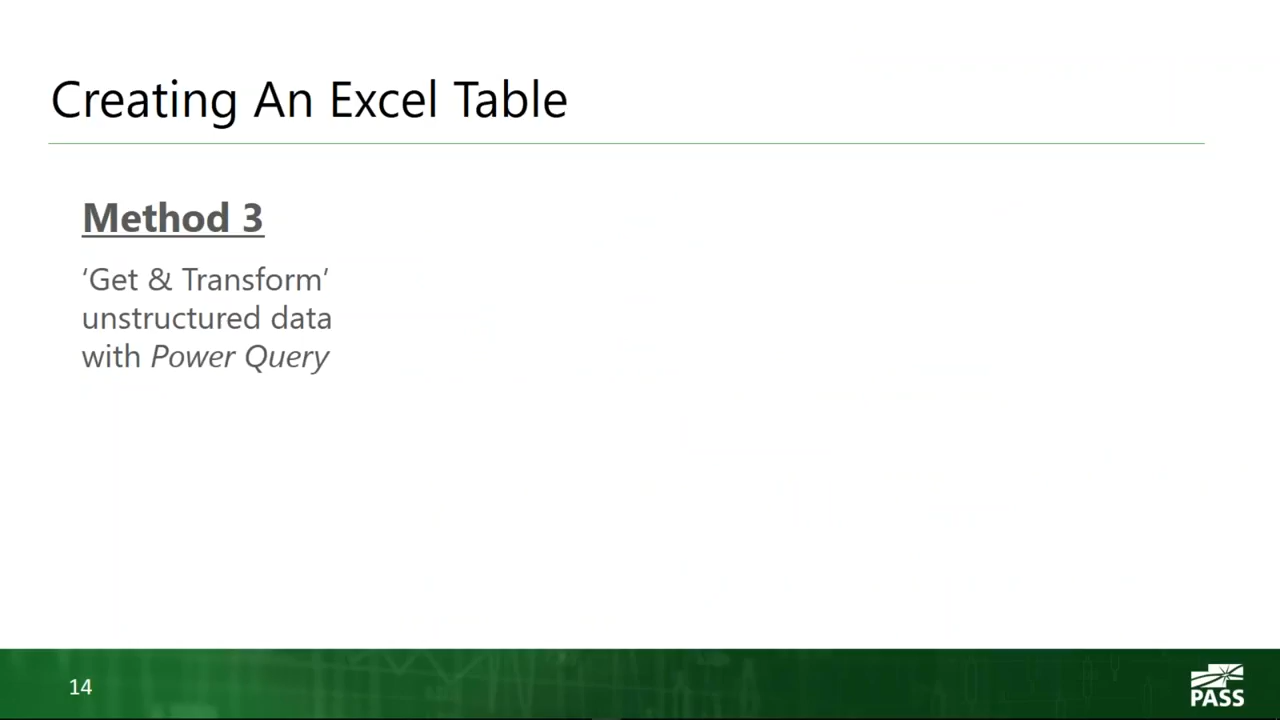 Creating An Excel Table
Method 3
‘Get & Transform’
unstructured data
with Power Query
14
PASS